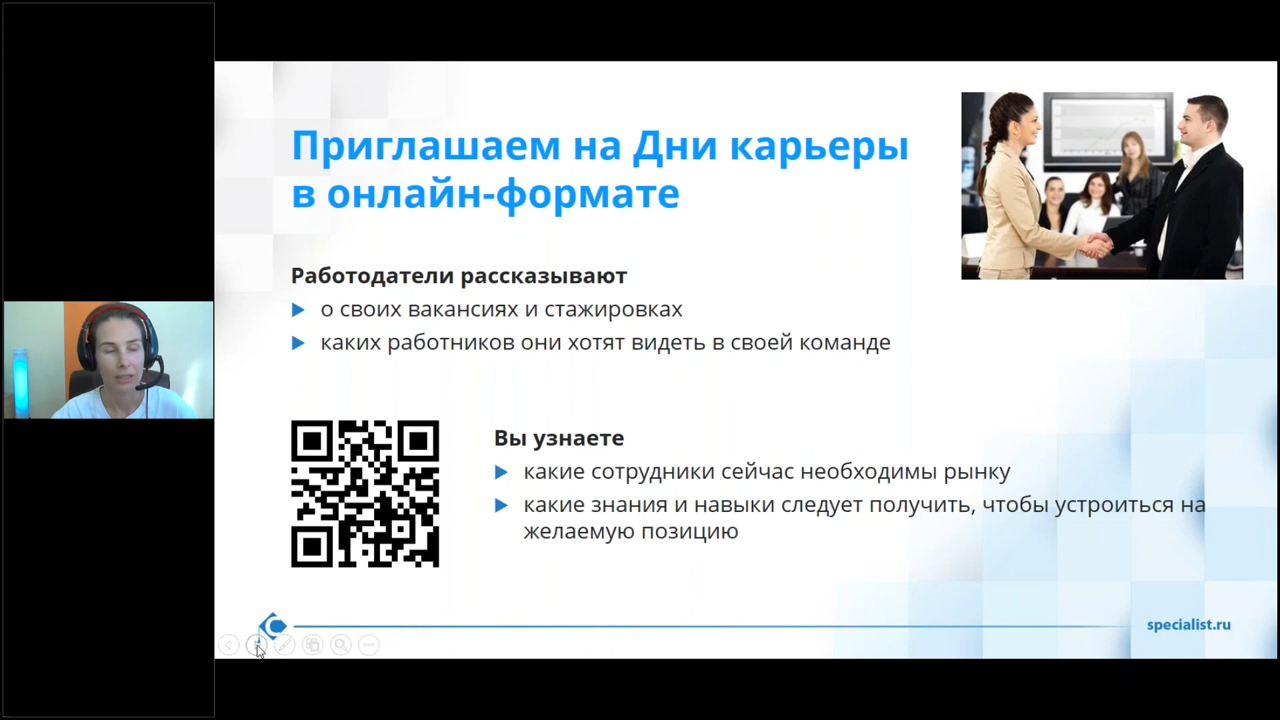 Приглашаем на Дни карьеры
в онлайн-формате
Работодатели рассказывают
о своих вакансиях и стажировках
каких работников они хотят видеть в своей команде
Вы узнаете
какие сотрудники сейчас необходимы рынку
какие знания и навыки следует получить, чтобы устроиться на
желаемую позицию
specialist.ru